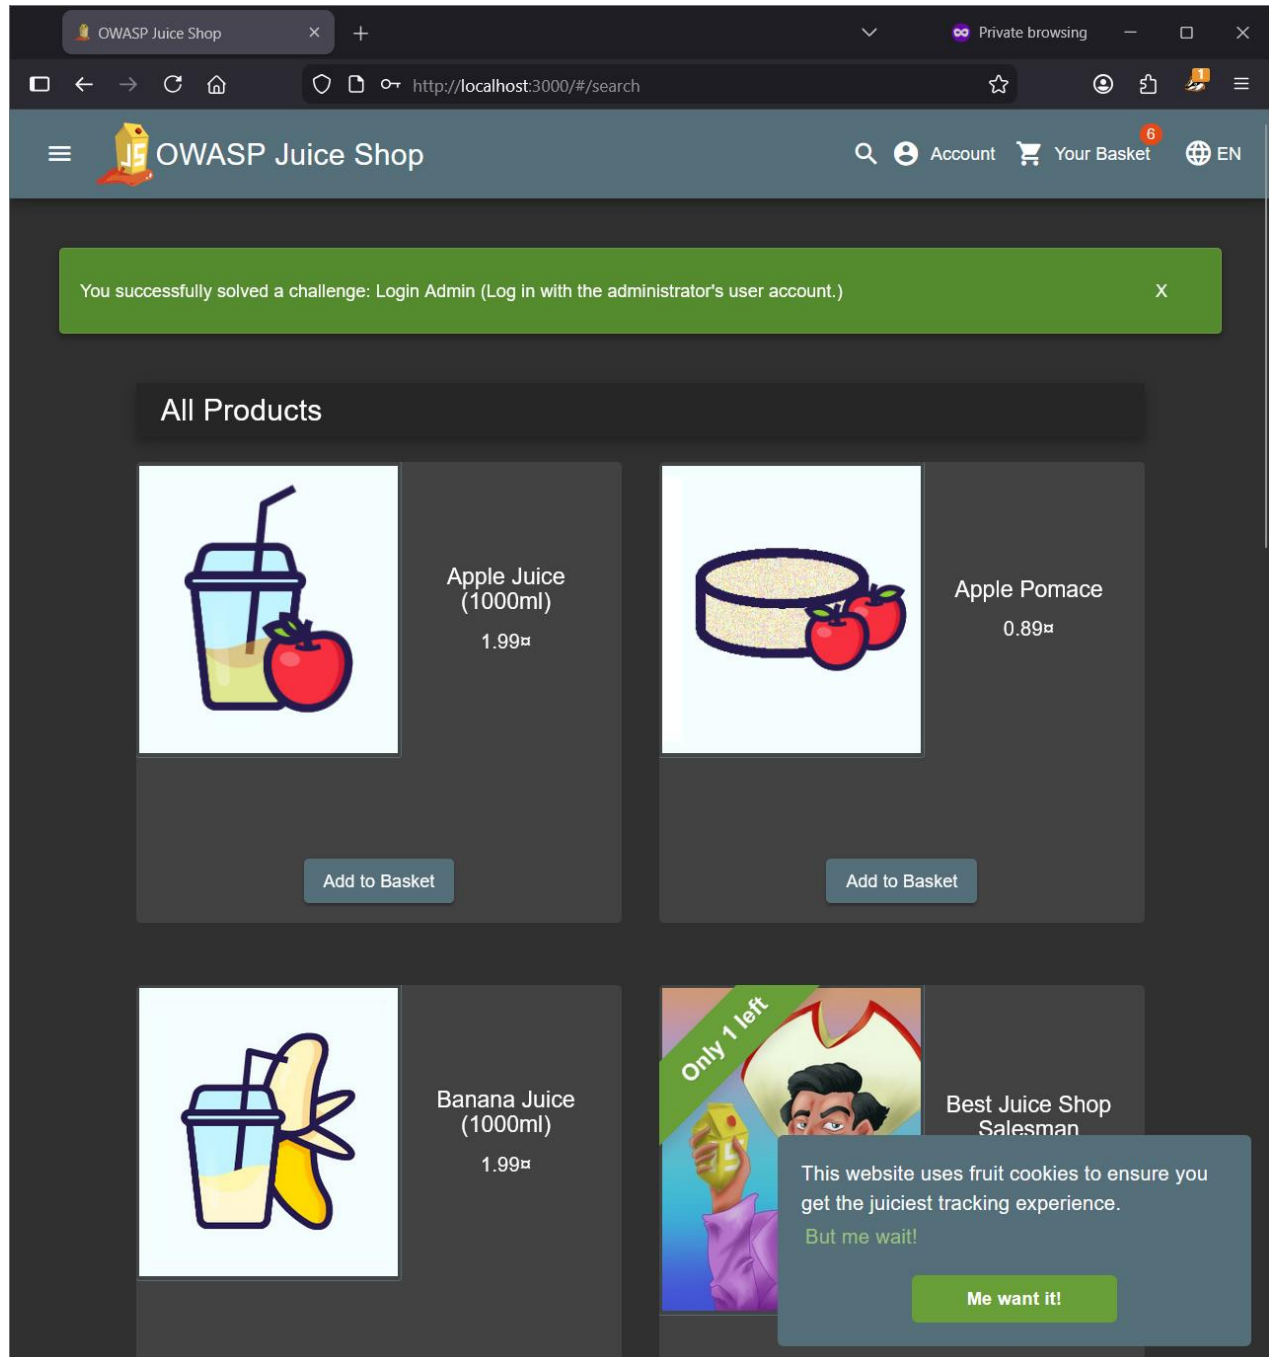 OWASP Juice Shop
Private browsing
http://localhost:3000/#/search
1
JS
OWASP Juice Shop
Account
Your Basket
6
EN
You successfully solved a challenge: Login Admin (Log in with the administrator's user account.)
X
All Products
Apple Juice
(1000ml)
1.99¤
Add to Basket
Apple Pomace
0.89¤
Add to Basket
Banana Juice
(1000ml)
1.99¤
Only 1 left
Best Juice Shop
Salesman
This website uses fruit cookies to ensure you
get the juiciest tracking experience.
But me wait!
Me want it!